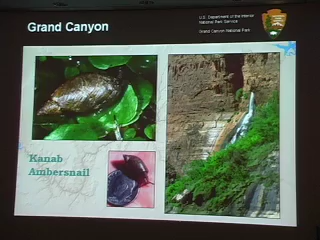 Grand Canyon
U.S. Department of the Interior
National Park Service
Grand Canyon National Park
Kanab
Ambersnail